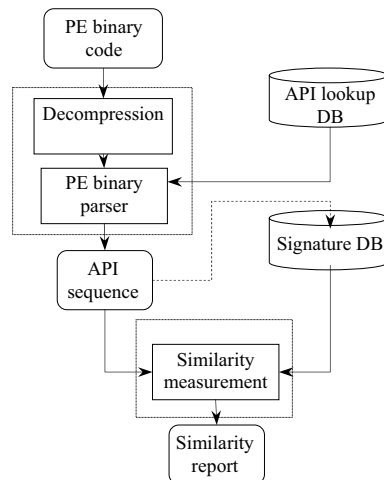 PE binary
code
Decompression
API lookup
DB
PE binary
parser
API
sequence
Signature DB
Similarity
measurement
Similarity
report